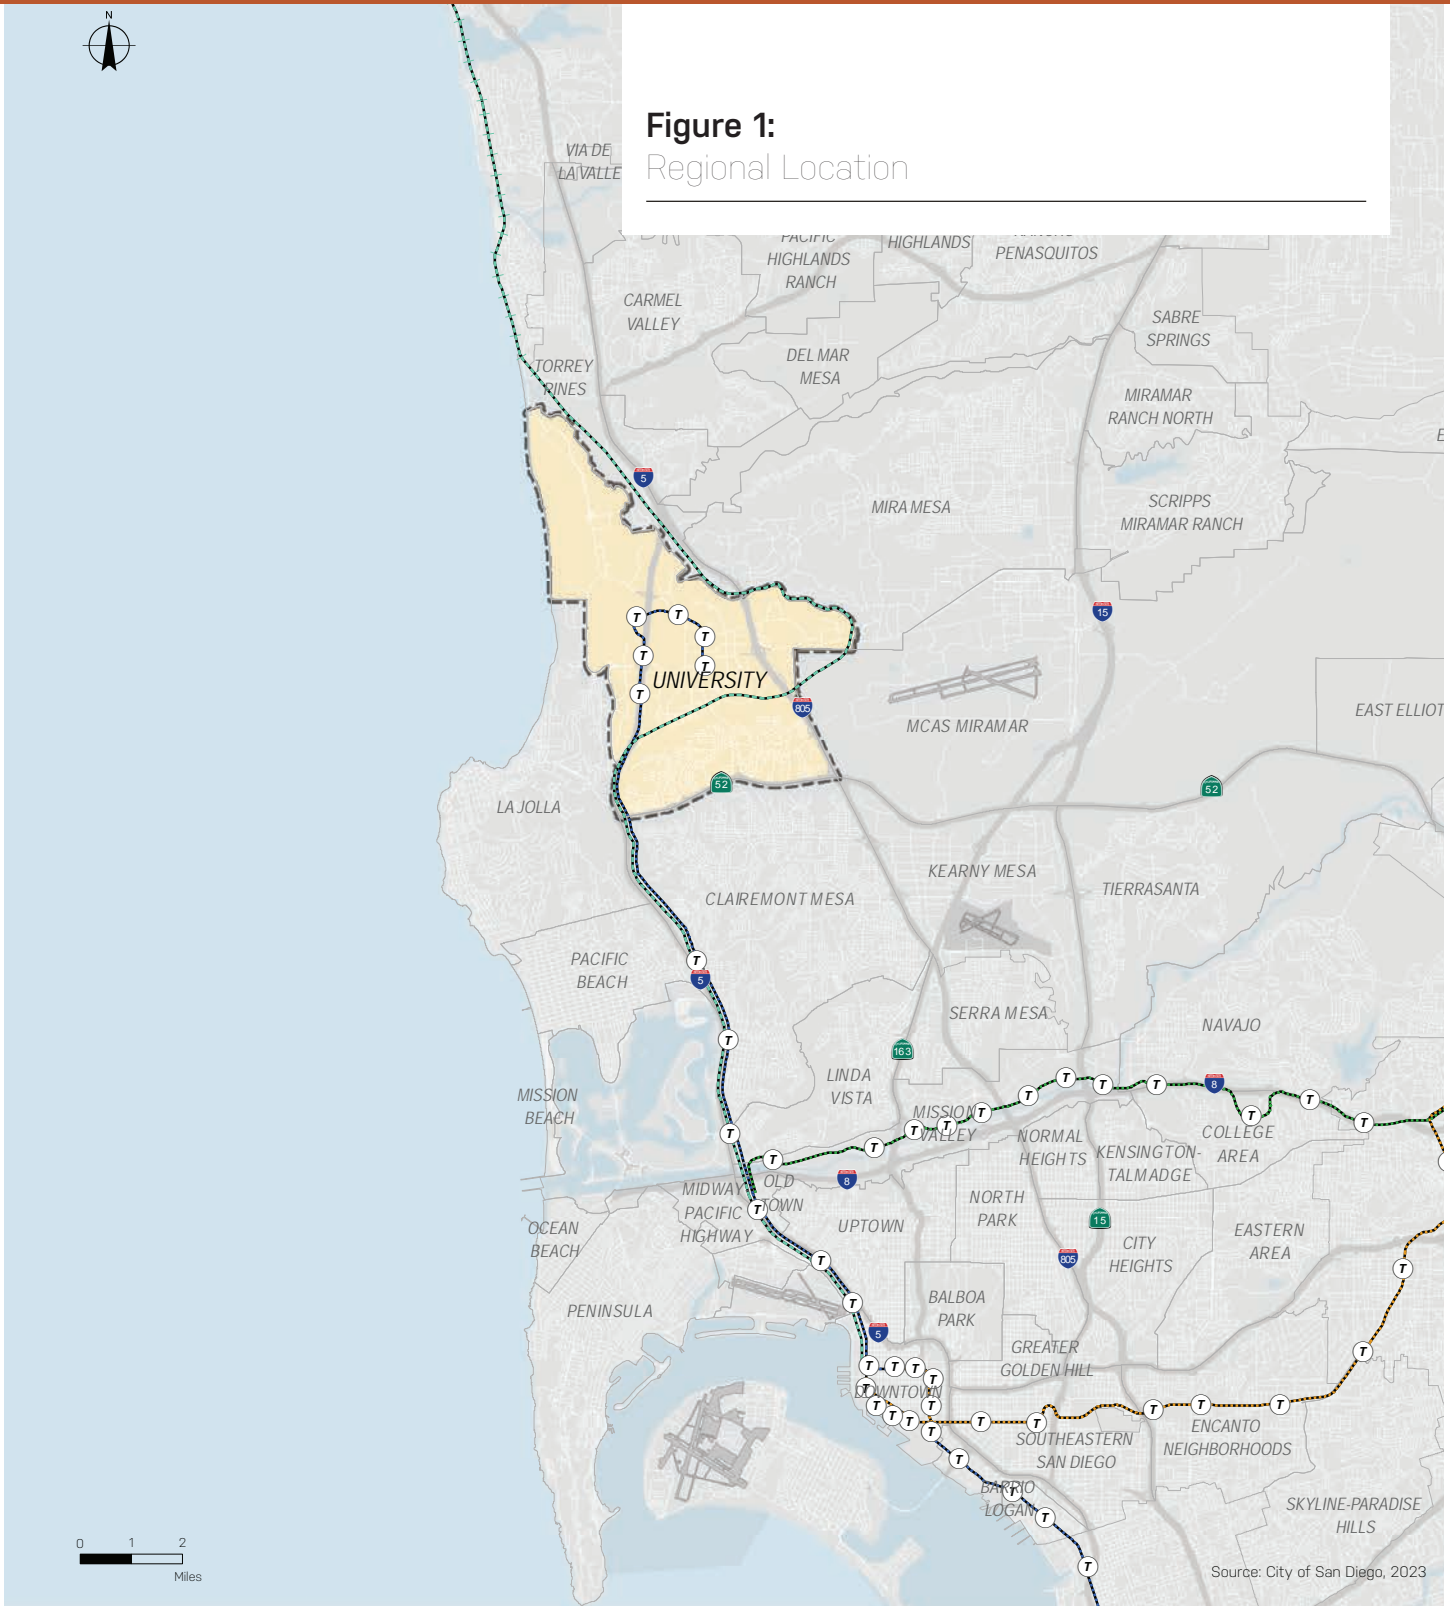 N
Figure 1:
Regional Location
VIA DE
LA VALLE
PACIFIC
HIGHLANDS
RANCH
HIGHLANDS
PENASQUITOS
CARMEL
VALLEY
SABRE
SPRINGS
DEL MAR
MESA
TORREY
PINES
MIRAMAR
RANCH NORTH
5
MIRA MESA
SCRIPPS
MIRAMAR RANCH
15
T
T
T
T
T
T
UNIVERSITY
805
MCAS MIRAMAR
EAST ELLIOT
52
52
LA JOLLA
KEARNY MESA
TIERRASANTA
CLAIREMONT MESA
PACIFIC
BEACH
T
5
SERRA MESA
NAVAJO
T
163
LINDA
VISTA
T
T
T
8
MISSION
BEACH
T
T
T
T
T
T
T
T
MISSION
VALLEY
T
T
NORMAL
HEIGHTS
KENSINGTON-
TALMADGE
COLLEGE
AREA
T
8
OLD
TOWN
MIDWAY
PACIFIC
HIGHWAY
T
NORTH
PARK
UPTOWN
15
OCEAN
BEACH
CITY
HEIGHTS
EASTERN
AREA
T
805
T
PENINSULA
T
BALBOA
PARK
5
GREATER
GOLDEN HILL
T
T
T
T
T
T
DOWNTOWN
T
T
T
T
T
T
T
T
T
T
T
SOUTHEASTERN
SAN DIEGO
ENCANTO
NEIGHBORHOODS
T
BARRIO
LOGAN
T
T
SKYLINE-PARADISE
HILLS
T
0 1 2
Miles
Source: City of San Diego, 2023